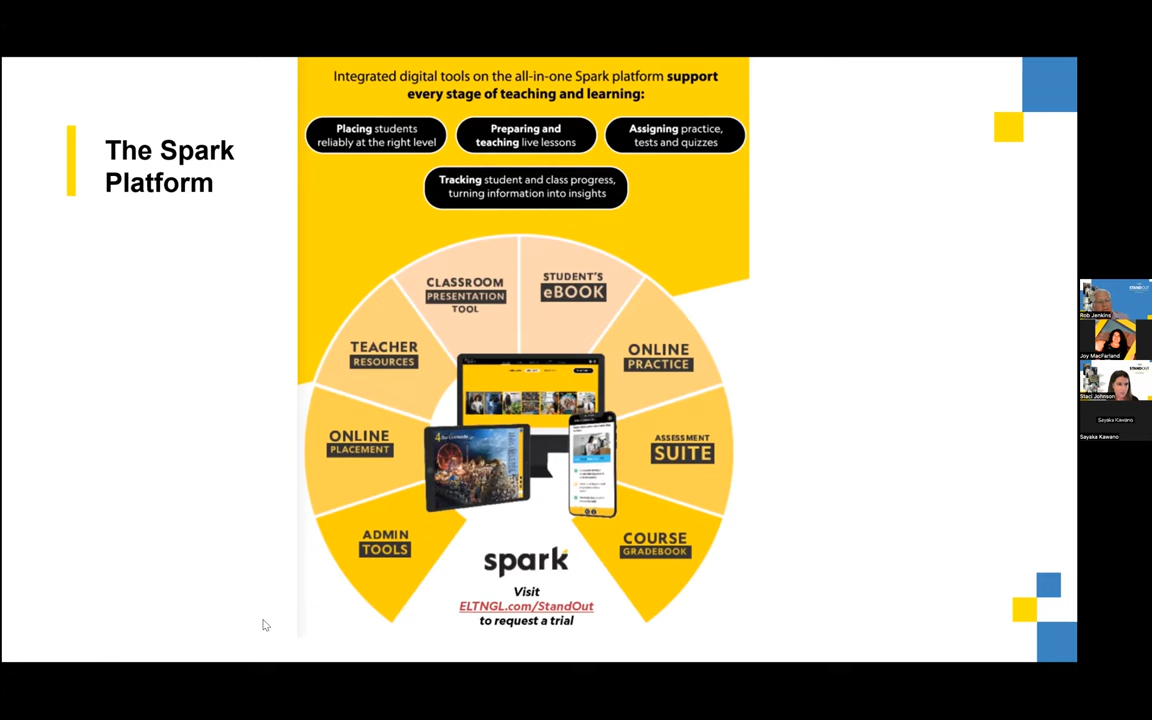 The Spark
Platform
Integrated digital tools on the all-in-one Spark platform support
every stage of teaching and learning:
Placing students
reliably at the right level
Preparing and
teaching live lessons
Assigning practice,
tests and quizzes
Tracking student and class progress,
turning information into insights
CLASSROOM
PRESENTATION
TOOL
STUDENT'S
eBOOK
TEACHER
RESOURCES
ONLINE
PRACTICE
ONLINE
PLACEMENT
ASSESSMENT
SUITE
ADMIN
TOOLS
COURSE
GRADEBOOK
spark
Visit
ELTNGL.com/StandOut
to request a trial
STANDOUT
Rob Jenkins
Joy MacFarland
STANDOUT
Staci Johnson
Sayaka Kawano
Sayaka Kawano